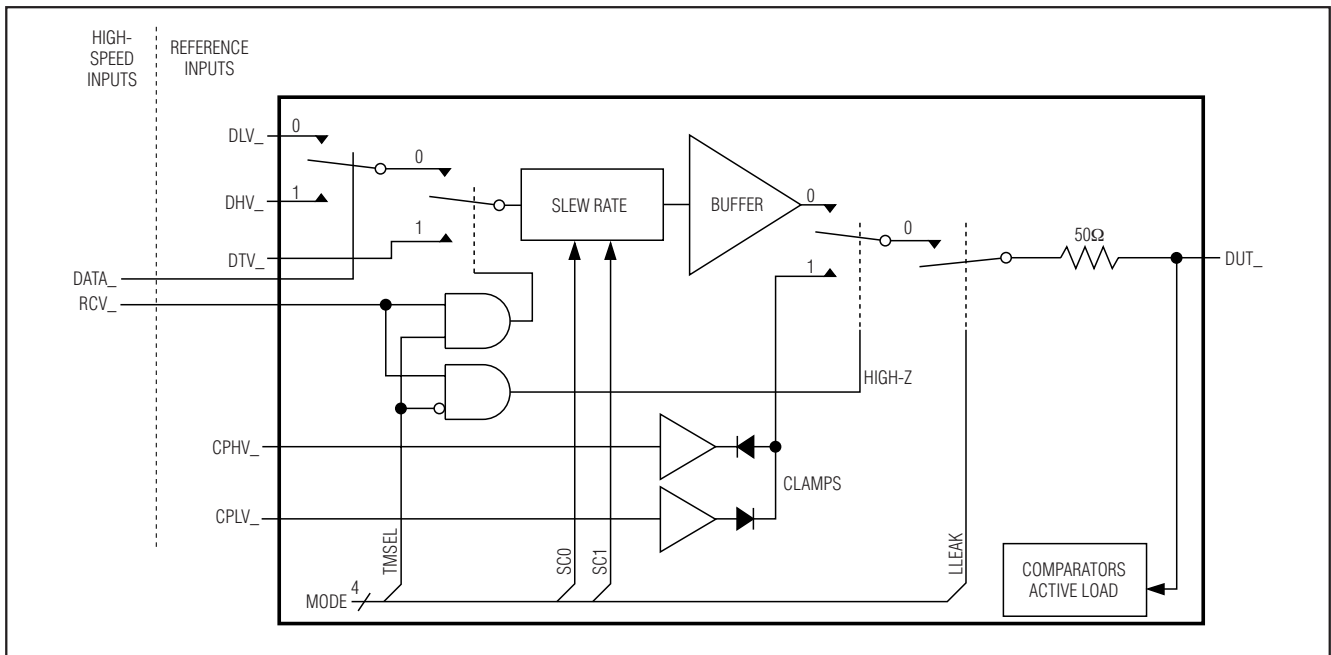 HIGH-
SPEED
INPUTS
REFERENCE
INPUTS
DLV_
0
0
DHV_
1
1
DTV_
DATA_
RCV_
SLEW RATE
BUFFER
0
0
1
50Ω
DUT_
HIGH-Z
CPHV_
CLAMPS
CPLV_
TMSEL
SC0
SC1
LLEAK
COMPARATORS
ACTIVE LOAD
MODE
4